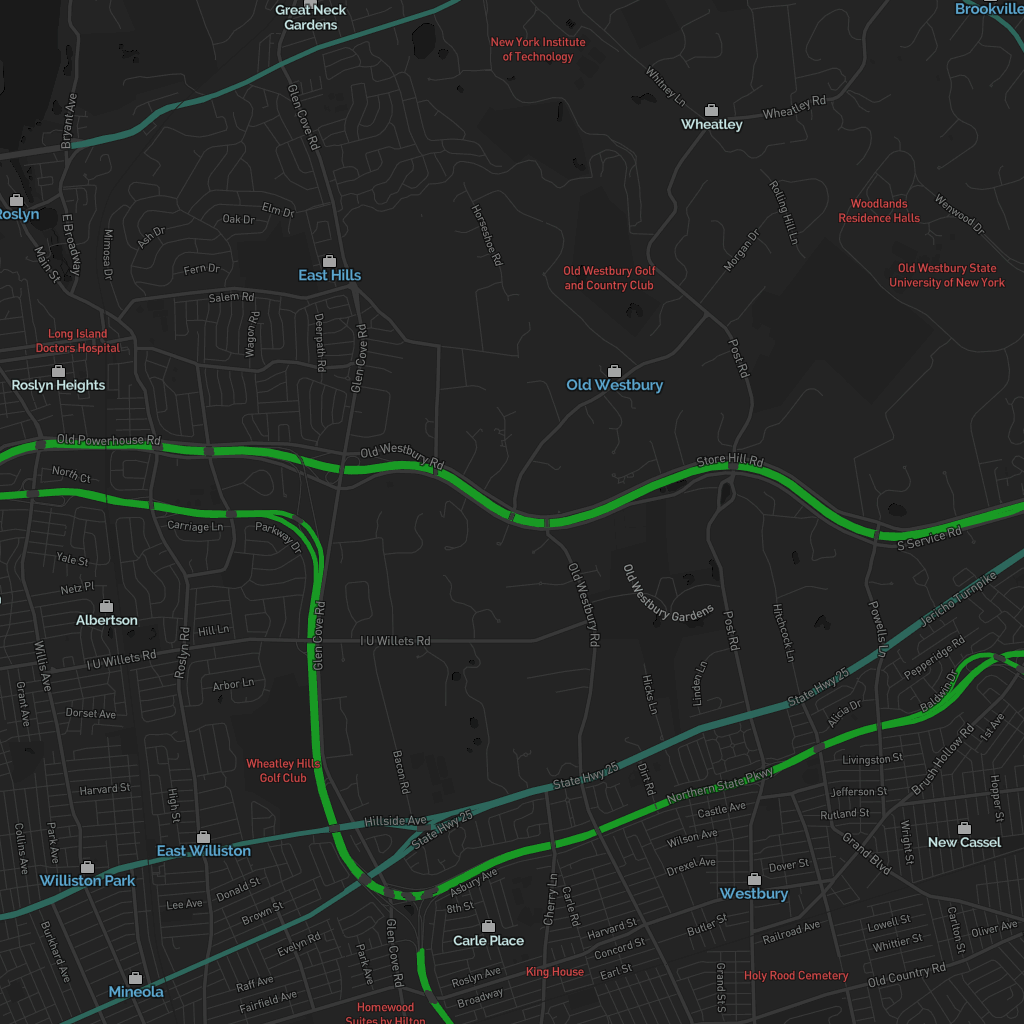 Great Neck
Gardens
Brookville
New York Institute
of Technology
Whitney Ln
Wheatley Rd
Wheatley
Bryant Ave
Glen Cove Rd
Roslyn
E Broadway
Main St
Mimosa Dr
Ash Dr
Oak Dr
Elm Dr
Fern Dr
East Hills
Salem Rd
Horseshoe Rd
Rolling Hill Ln
Morgan Dr
Woodlands
Residence Halls
Wenwood Dr
Old Westbury Golf
and Country Club
Old Westbury State
University of New York
Long Island
Doctors Hospital
Wagon Rd
Deerpath Rd
Glen Cove Rd
Roslyn Heights
Old Westbury
Post Rd
Old Powerhouse Rd
Old Westbury Rd
Store Hill Rd
North Ct
Carriage Ln
Parkway Dr
S Service Rd
Yale St
Netz Pl
Albertson
Hill Ln
Roslyn Rd
Glen Cove Rd
I U Willets Rd
I U Willets Rd
Willis Ave
Old Westbury Rd
Old Westbury Gardens
Post Rd
Hitchcock Ln
Powells Ln
Jericho Turnpike
Pepperidge Rd
Baldwin Dr
Grant Ave
Arbor Ln
Dorset Ave
Hicks Ln
Linden Ln
State Hwy 25
Alicia Dr
1st Ave
Brush Hollow Rd
Wheatley Hills
Golf Club
Bacon Rd
State Hwy 25
Dirt Rd
Northern State Pkwy
Livingston St
Harvard St
High St
Hillside Ave
State Hwy 25
Castle Ave
Jefferson St
Rutland St
Hopper St
Collins Ave
Park Ave
East Williston
Wilson Ave
Wright St
New Cassel
Grand Blvd
Williston Park
Drexel Ave
Dover St
Donald St
Lee Ave
Brown St
Asbury Ave
8th St
Cherry Ln
Carle Rd
Westbury
Burkhard Ave
Evelyn Rd
Park Ave
Glen Cove Rd
Carle Place
Harvard St
Concord St
Butler St
Railroad Ave
Lowell St
Whittier St
Carlton St
Oliver Ave
Mineola
Raff Ave
Fairfield Ave
Roslyn Ave
Broadway
King House
Earl St
Grand St S
Holy Rood Cemetery
Old Country Rd
Homewood
Suites by Hilton